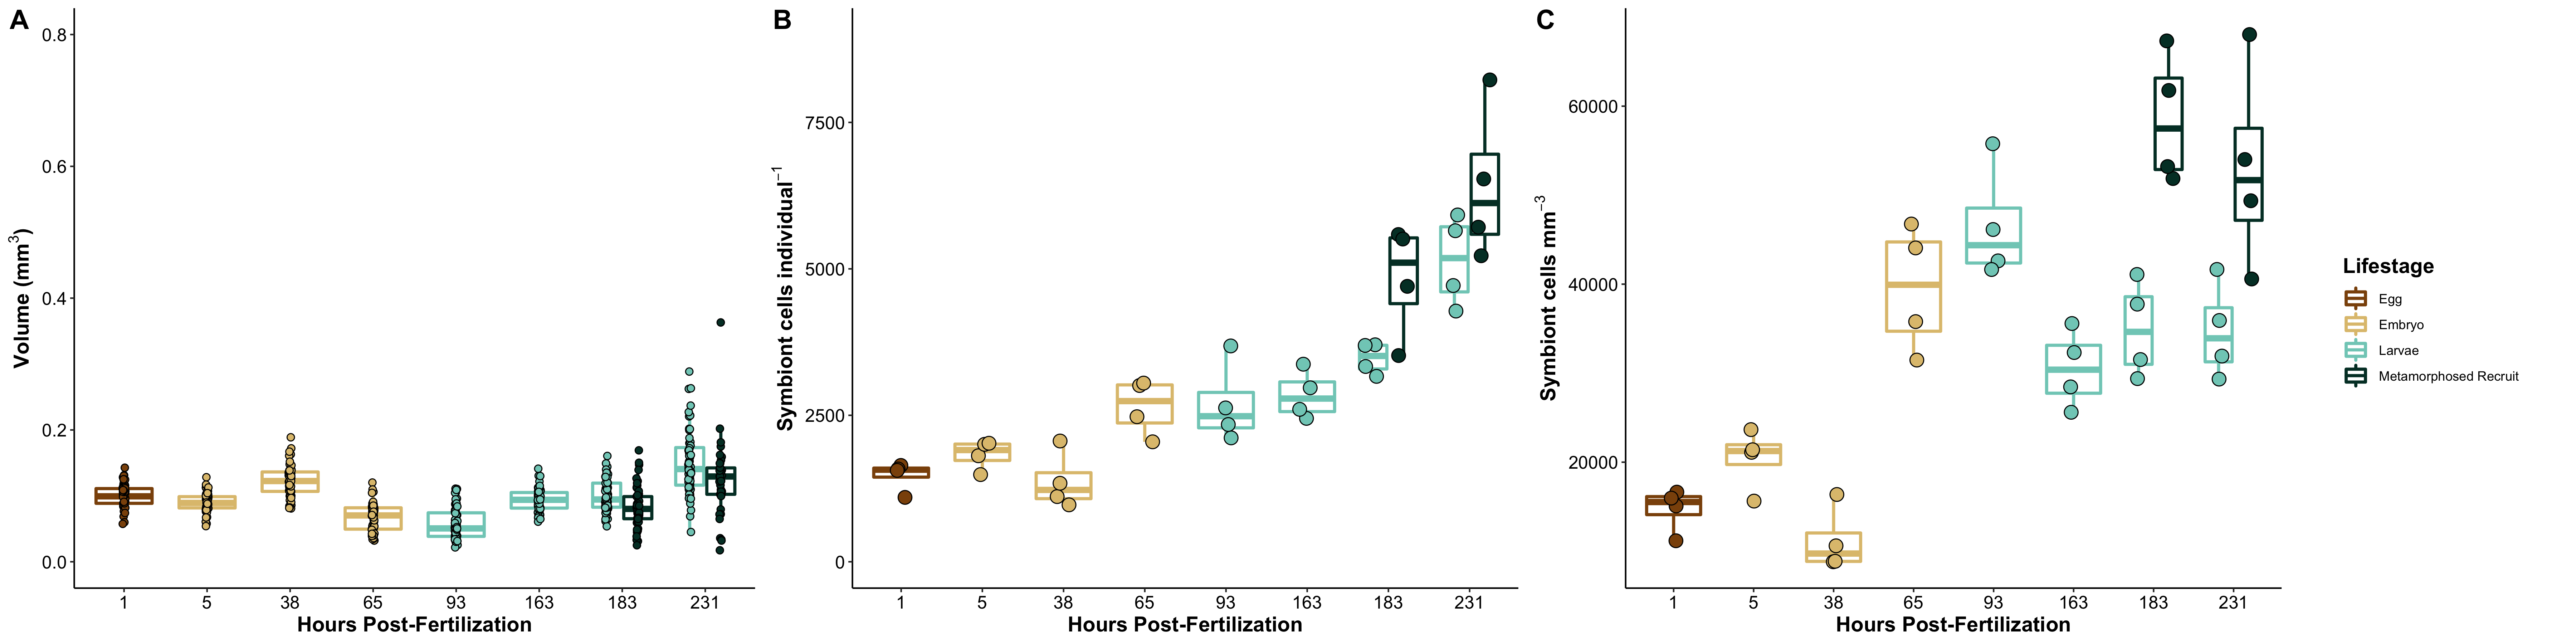 A
Volume (mm³)
0.8
0.6
0.4
0.2
0.0
1 5 38 65 93 163 183 231
Hours Post-Fertilization
B
Symbiont cells individual⁻¹
7500
5000
2500
0
1 5 38 65 93 163 183 231
Hours Post-Fertilization
C
Symbiont cells mm⁻³
60000
40000
20000
1 5 38 65 93 163 183 231
Hours Post-Fertilization
Lifestage
Egg
Embryo
Larvae
Metamorphosed Recruit